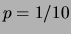 p = 1/10